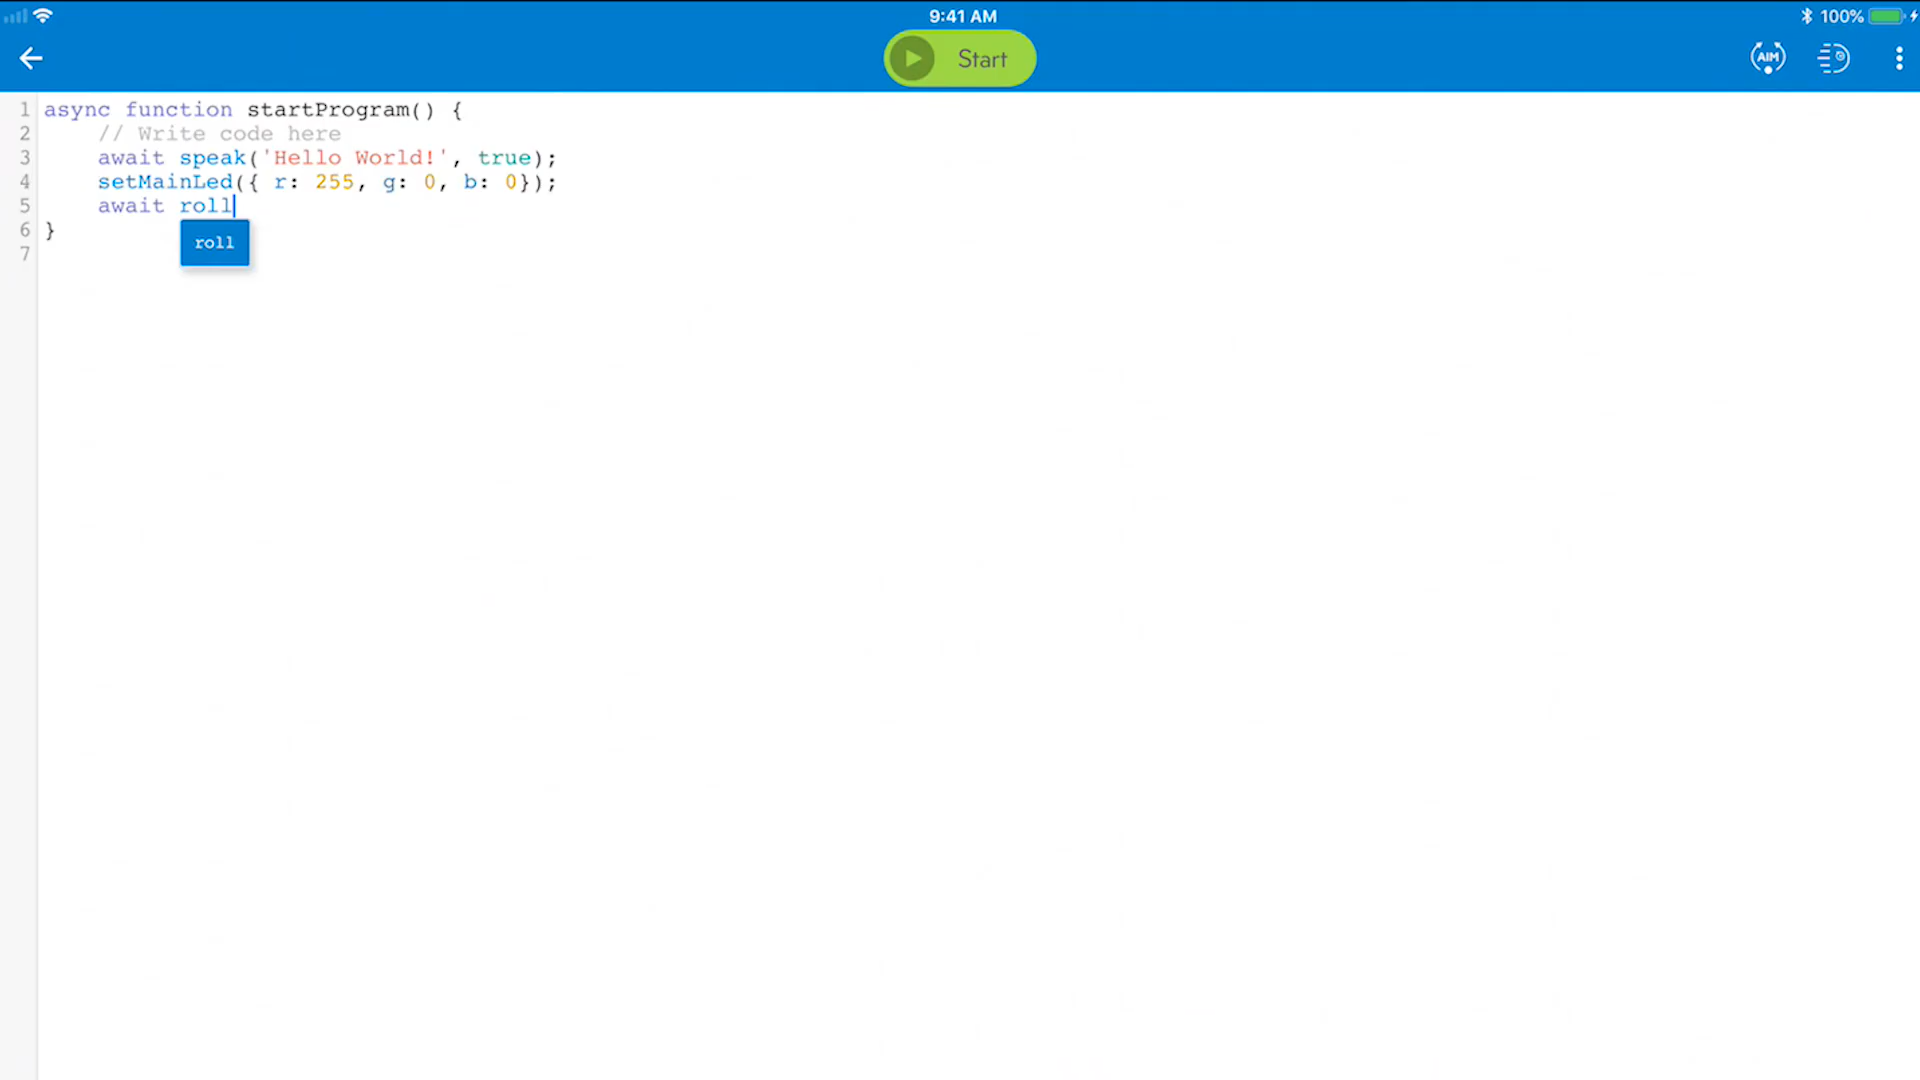 9:41 AM
100%
Start
AIM
1 async function startProgram() {
2 // Write code here
3 await speak('Hello World!', true);
4 setMainLed({ r: 255, g: 0, b: 0});
5 await roll
6 }
roll
7